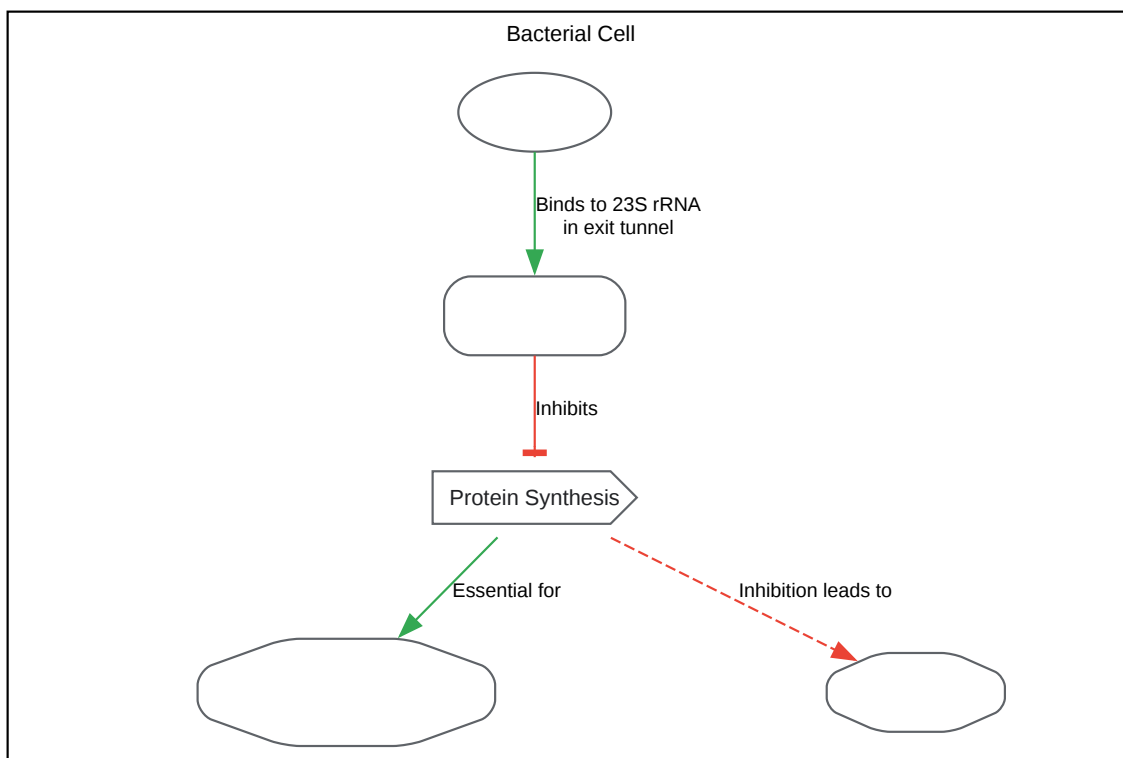 Bacterial Cell
Binds to 23S rRNA
in exit tunnel
Inhibits
Protein Synthesis
Essential for
Inhibition leads to